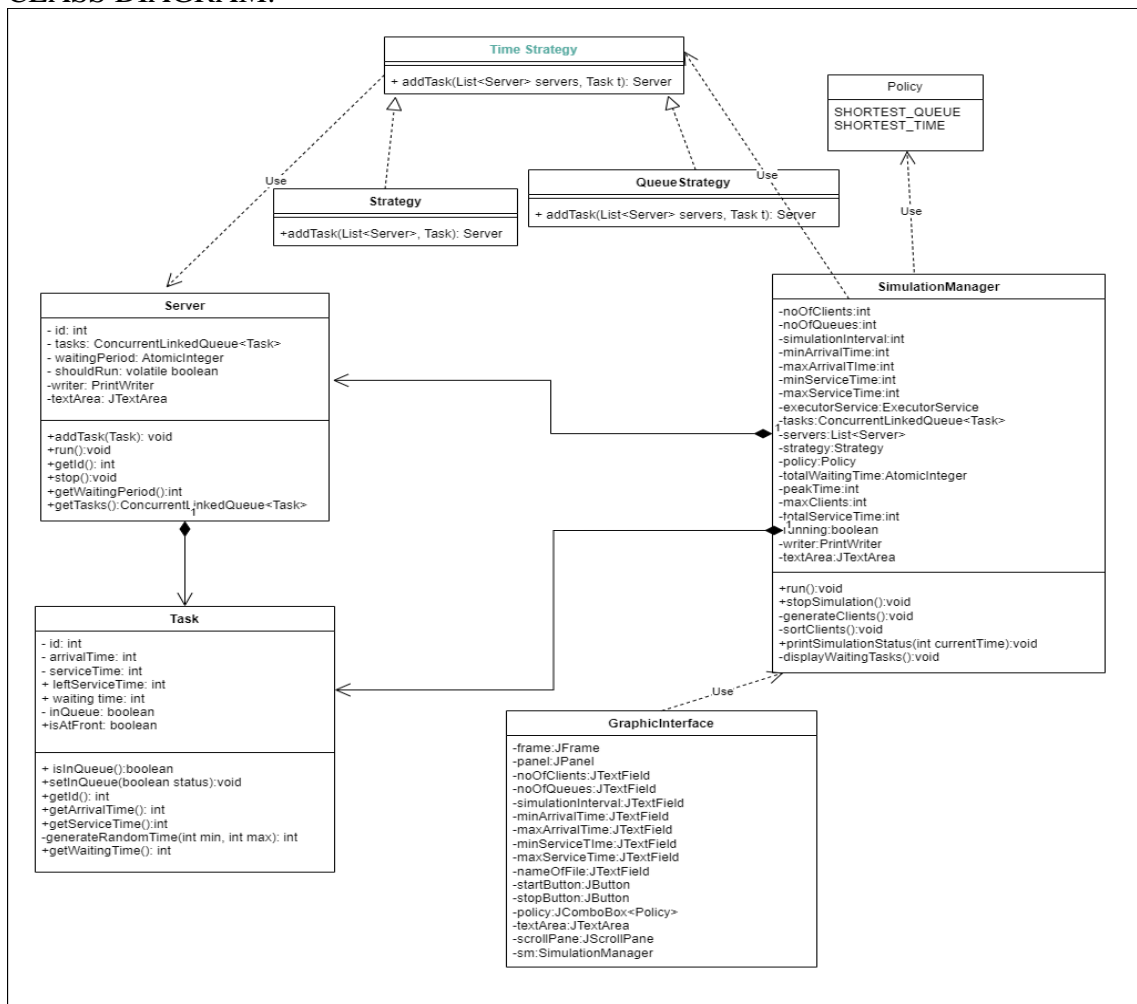 CLASS DIAGRAM:
Time Strategy
+ addTask(List<Server> servers, Task t): Server
Policy
SHORTEST_QUEUE
SHORTEST_TIME
Use
Use
Use
Strategy
+addTask(List<Server>, Task): Server
QueueStrategy
+ addTask(List<Server> servers, Task t): Server
Server
- id: int
- tasks: ConcurrentLinkedQueue<Task>
- waitingPeriod: AtomicInteger
- shouldRun: volatile boolean
-writer: PrintWriter
-textArea: JTextArea
+addTask(Task): void
+run():void
+getId(): int
+stop():void
+getWaitingPeriod():int
+getTasks():ConcurrentLinkedQueue<Task>
1
SimulationManager
-noOfClients:int
-noOfQueues:int
-simulationInterval:int
-minArrivalTime:int
-maxArrivalTIme:int
-minServiceTime:int
-maxServiceTime:int
-executorService:ExecutorService
-tasks:ConcurrentLinkedQueue<Task>
1
-servers:List<Server>
-strategy:Strategy
-policy:Policy
-totalWaitingTime:AtomicInteger
-peakTime:int
-maxClients:int
-totalServiceTime:int
1
-running:boolean
-writer:PrintWriter
-textArea:JTextArea
+run():void
+stopSimulation():void
-generateClients():void
-sortClients():void
+printSimulationStatus(int currentTime):void
-displayWaitingTasks():void
Task
- id: int
- arrivalTime: int
- serviceTime: int
+ leftServiceTime: int
+ waiting time: int
- inQueue: boolean
+isAtFront: boolean
+ isInQueue():boolean
+setInQueue(boolean status):void
+getId(): int
+getArrivalTime(): int
+getServiceTime():int
-generateRandomTime(int min, int max): int
+getWaitingTime(): int
Use
GraphicInterface
-frame:JFrame
-panel:JPanel
-noOfClients:JTextField
-noOfQueues:JTextField
-simulationInterval:JTextField
-minArrivalTime:JTextField
-maxArrivalTime:JTextField
-minServiceTIme:JTextField
-maxServiceTime:JTextField
-nameOfFile:JTextField
-startButton:JButton
-stopButton:JButton
-policy:JComboBox<Policy>
-textArea:JTextArea
-scrollPane:JScrollPane
-sm:SimulationManager